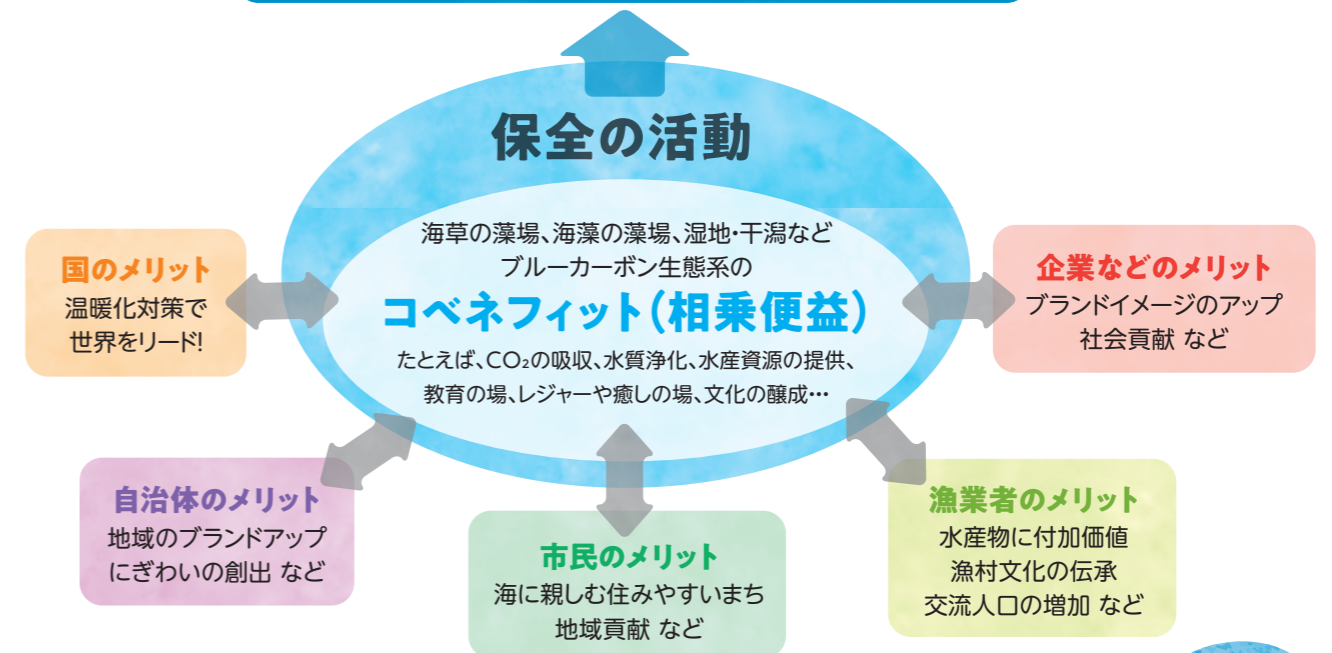 保全の活動
海草の藻場、海藻の藻場、湿地・干潟など
ブルーカーボン生態系の
コベネフィット(相乗便益)
たとえば、CO₂の吸収、水質浄化、水産資源の提供、
教育の場、レジャーや癒しの場、文化の醸成…
国のメリット
温暖化対策で
世界をリード!
企業などのメリット
ブランドイメージのアップ
社会貢献 など
自治体のメリット
地域のブランドアップ
にぎわいの創出 など
市民のメリット
海に親しむ住みやすいまち
地域貢献 など
漁業者のメリット
水産物に付加価値
漁村文化の伝承
交流人口の増加 など